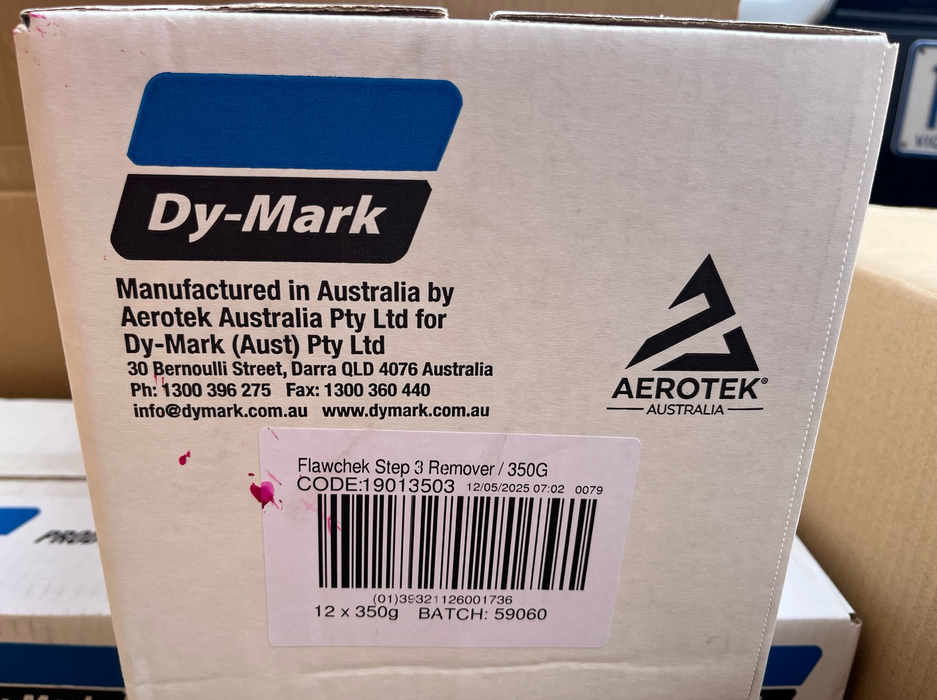 Dy-Mark
Manufactured in Australia by
Aerotek Australia Pty Ltd for
Dy-Mark (Aust) Pty Ltd
30 Bernoulli Street, Darra QLD 4076 Australia
Ph: 1300 396 275 Fax: 1300 360 440
info@dymark.com.au www.dymark.com.au
AEROTEK®
AUSTRALIA
Flawchek Step 3 Remover / 350G
CODE:19013503 12/05/2025 07:02 0079
(01)39321126001736
12 x 350g BATCH: 59060